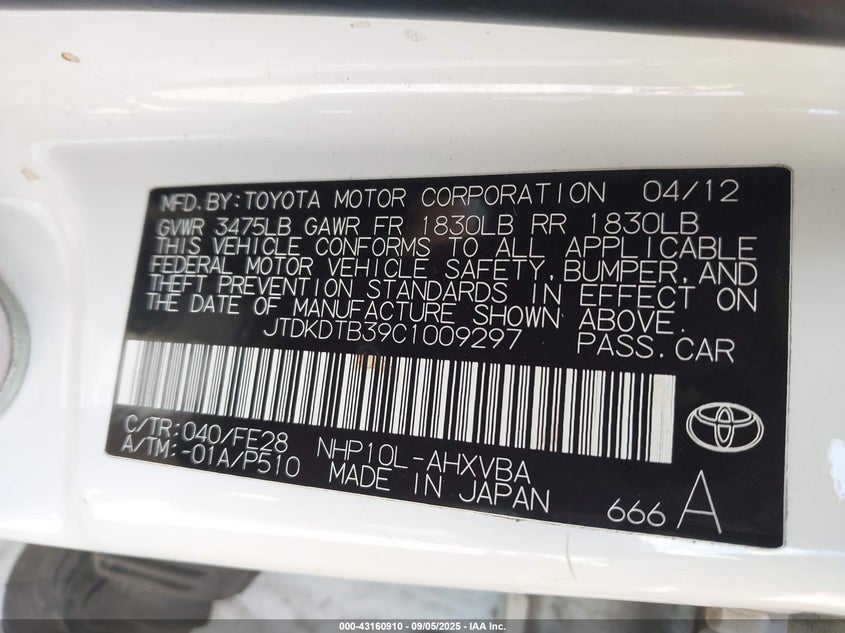 MFD. BY: TOYOTA MOTOR CORPORATION 04/12
GVWR 3475LB GAWR FR 1830LB RR 1830LB
THIS VEHICLE CONFORMS TO ALL APPLICABLE
FEDERAL MOTOR VEHICLE SAFETY, BUMPER, AND
THEFT PREVENTION STANDARDS IN EFFECT ON
THE DATE OF MANUFACTURE SHOWN ABOVE.
JTDKDTB39C1009297 PASS. CAR
C/TR: 040/FE28 NHP10L-AHXVBA
A/TM: -01A/P510 MADE IN JAPAN
666 A
000-43160910 - 09/05/2025 - IAA Inc.